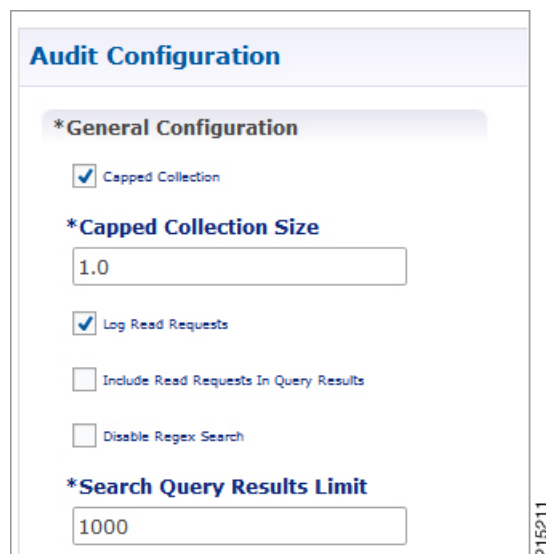 Audit Configuration
*General Configuration
Capped Collection
*Capped Collection Size
1.0
Log Read Requests
Include Read Requests In Query Results
Disable Regex Search
*Search Query Results Limit
1000